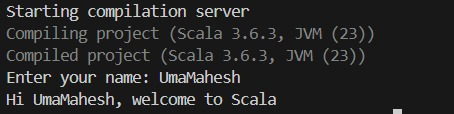 Starting compilation server
Compiling project (Scala 3.6.3, JVM (23))
Compiled project (Scala 3.6.3, JVM (23))
Enter your name: UmaMahesh
Hi UmaMahesh, welcome to Scala